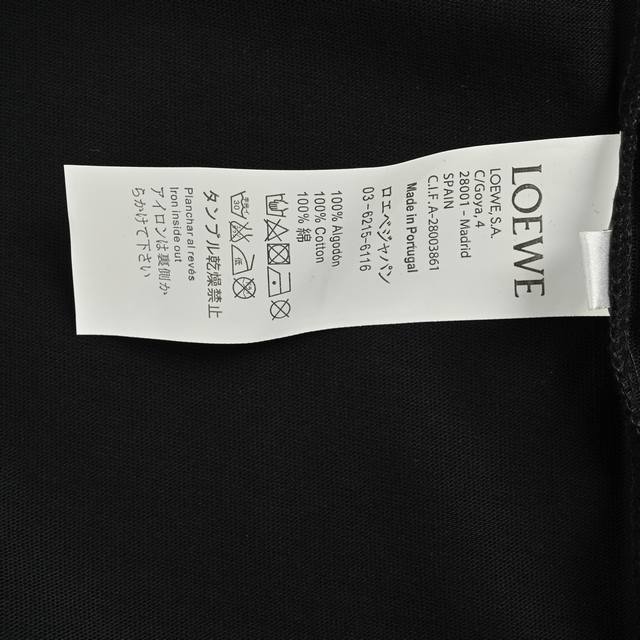 LOEWE
LOEWE S.A.
C/Goya, 4
28001 - Madrid
SPAIN
C.I.F. A-28003861
Made in Portugal
ロエベジャパン
03-6215-6116
100% Algodón
100% Cotton
100% 綿
タンブル乾燥禁止
Planchar al revés
Iron inside out
アイロンは裏側か
らかけて下さい